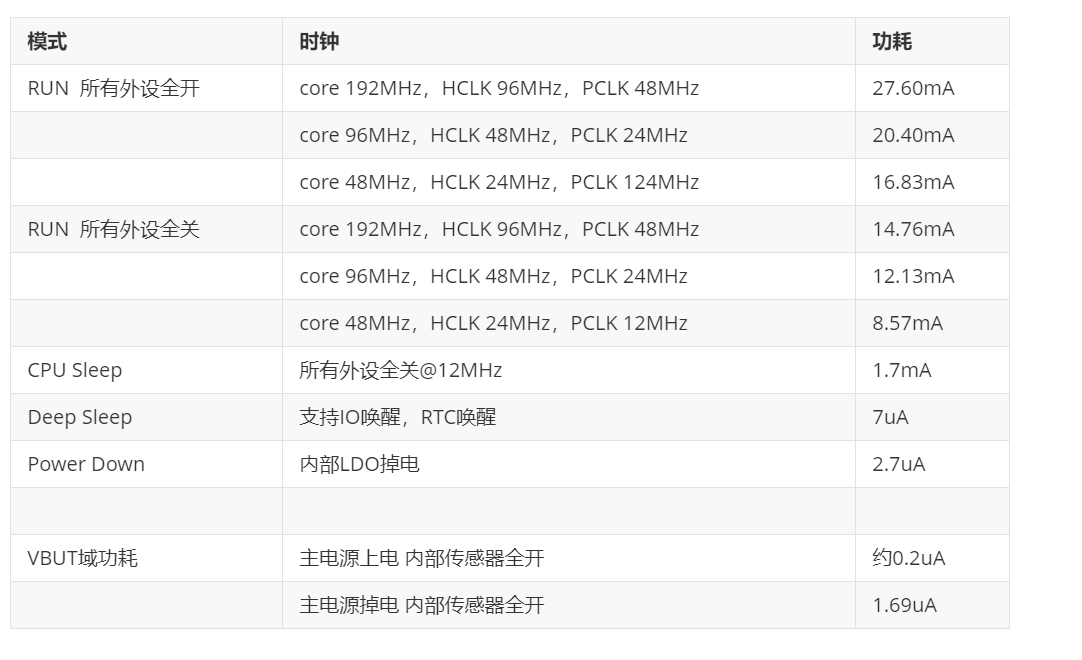 模式 时钟 功耗
RUN 所有外设全开 core 192MHz，HCLK 96MHz，PCLK 48MHz 27.60mA
core 96MHz，HCLK 48MHz，PCLK 24MHz 20.40mA
core 48MHz，HCLK 24MHz，PCLK 124MHz 16.83mA
RUN 所有外设全关 core 192MHz，HCLK 96MHz，PCLK 48MHz 14.76mA
core 96MHz，HCLK 48MHz，PCLK 24MHz 12.13mA
core 48MHz，HCLK 24MHz，PCLK 12MHz 8.57mA
CPU Sleep 所有外设全关@12MHz 1.7mA
Deep Sleep 支持IO唤醒，RTC唤醒 7uA
Power Down 内部LDO掉电 2.7uA
VBUT域功耗 主电源上电 内部传感器全开 约0.2uA
主电源掉电 内部传感器全开 1.69uA